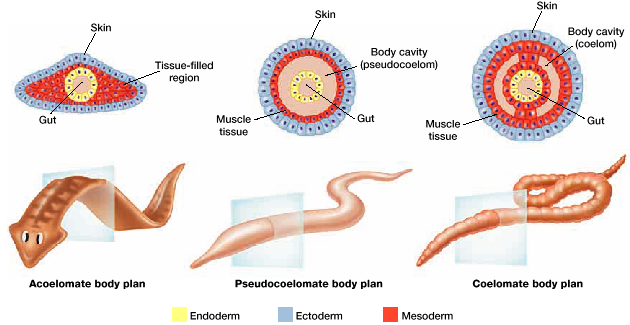 Skin
Tissue-filled
region
Gut
Skin
Body cavity
(pseudocoelom)
Muscle
tissue
Gut
Skin
Body cavity
(coelom)
Muscle
tissue
Gut
Acoelomate body plan
Pseudocoelomate body plan
Coelomate body plan
Endoderm
Ectoderm
Mesoderm